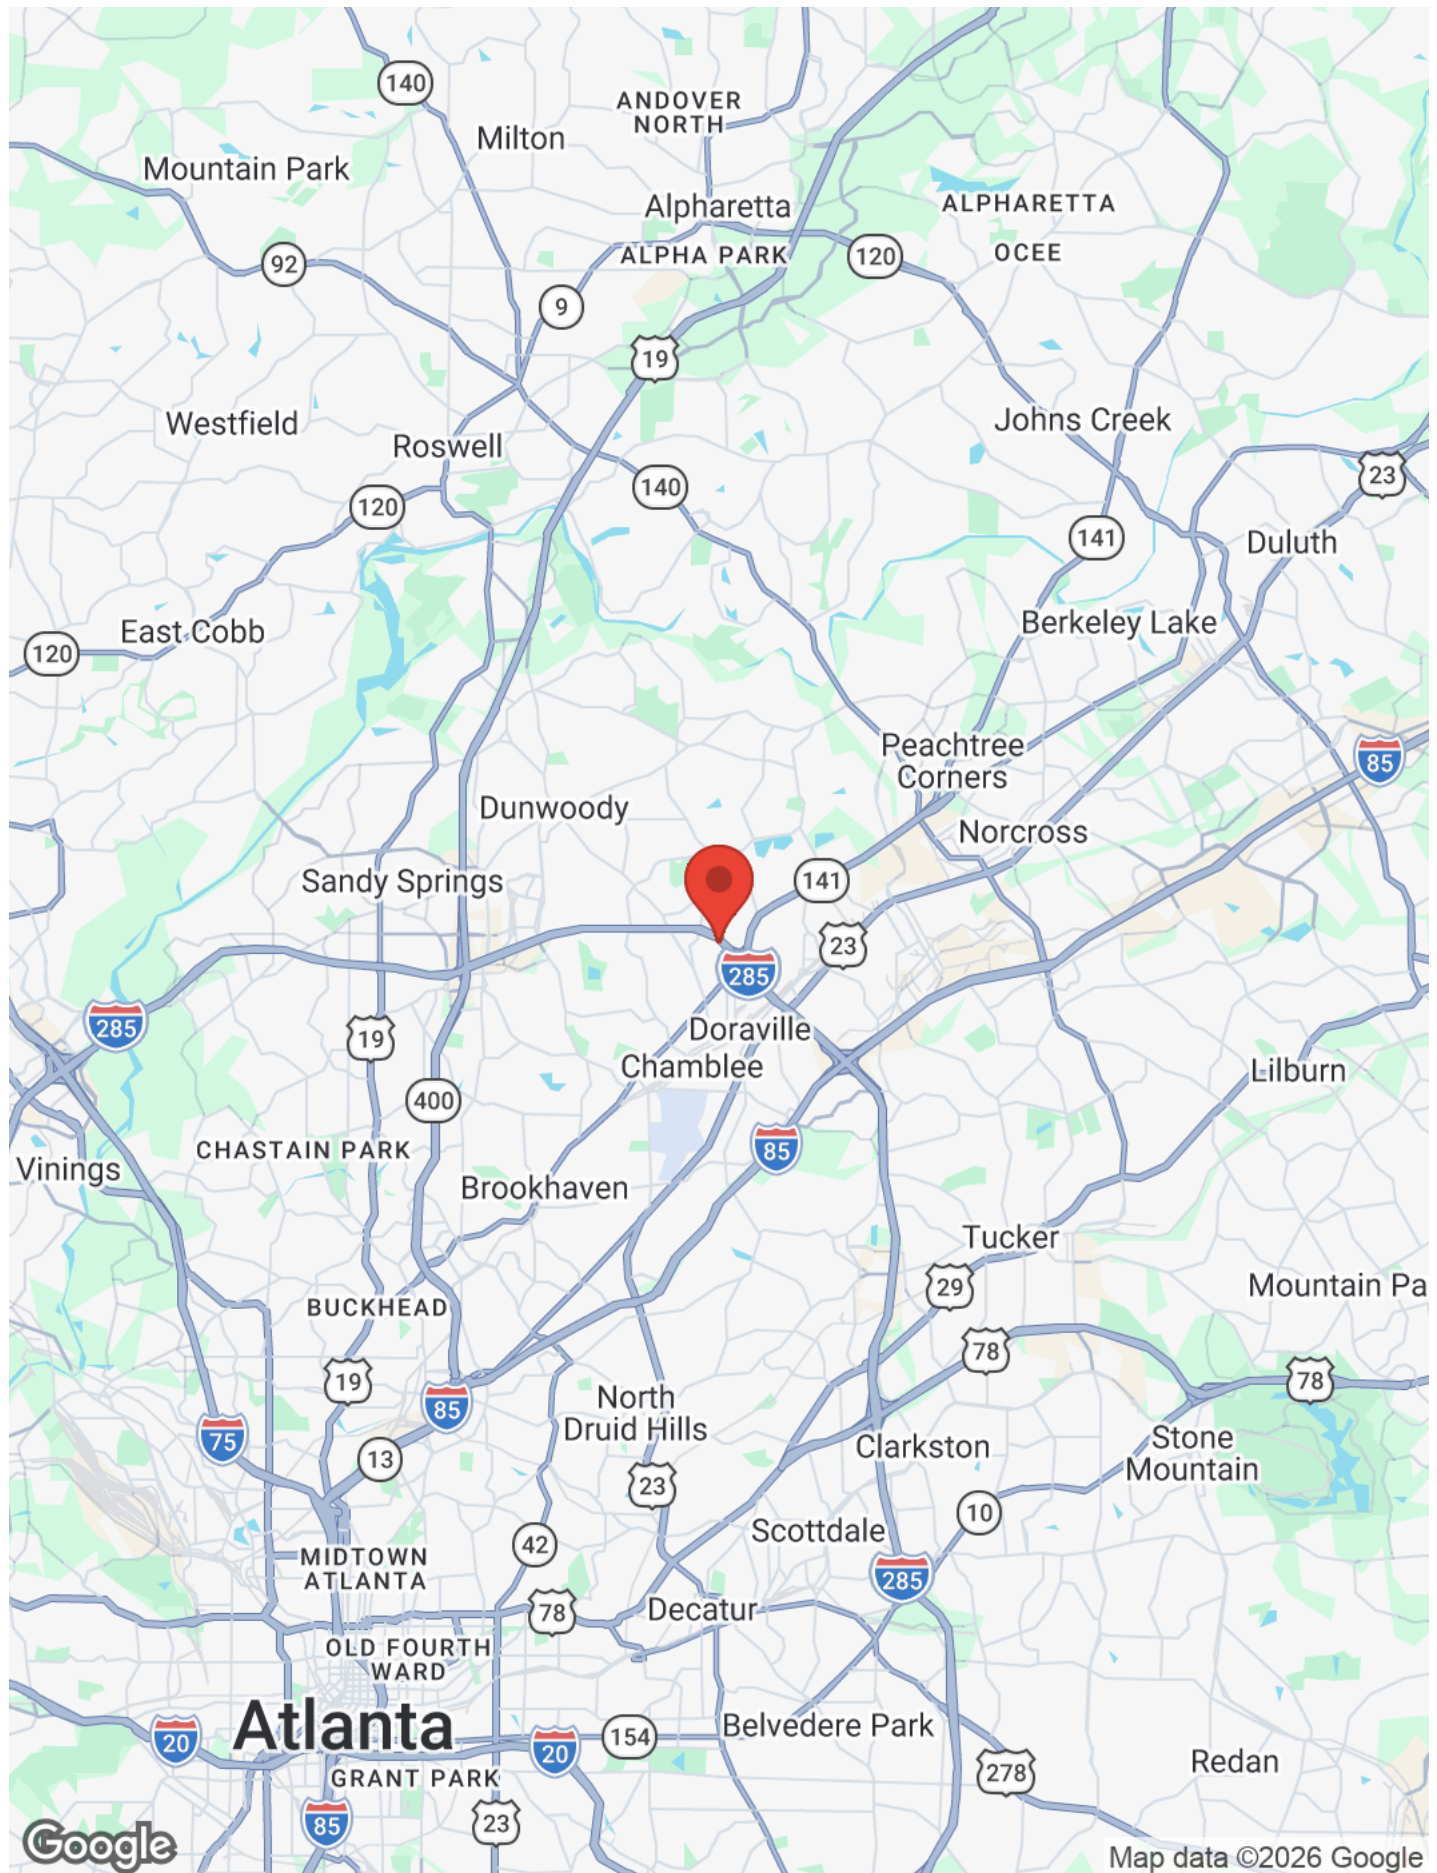 140
ANDOVER
NORTH
Milton
Mountain Park
Alpharetta
ALPHARETTA
ALPHA PARK
OCEE
120
92
9
19
Westfield
Roswell
Johns Creek
23
140
120
141
Duluth
Berkeley Lake
East Cobb
120
Peachtree
Corners
85
Dunwoody
Norcross
Sandy Springs
141
23
285
285
Doraville
19
Chamblee
Lilburn
400
CHASTAIN PARK
85
Vinings
Brookhaven
Tucker
29
Mountain Pa
BUCKHEAD
78
19
78
85
North
Druid Hills
75
Clarkston
Stone
Mountain
13
23
10
Scottdale
42
MIDTOWN
ATLANTA
285
78
Decatur
OLD FOURTH
WARD
Atlanta
Belvedere Park
20
20
154
Redan
278
GRANT PARK
85
23
Google
Map data ©2026 Google